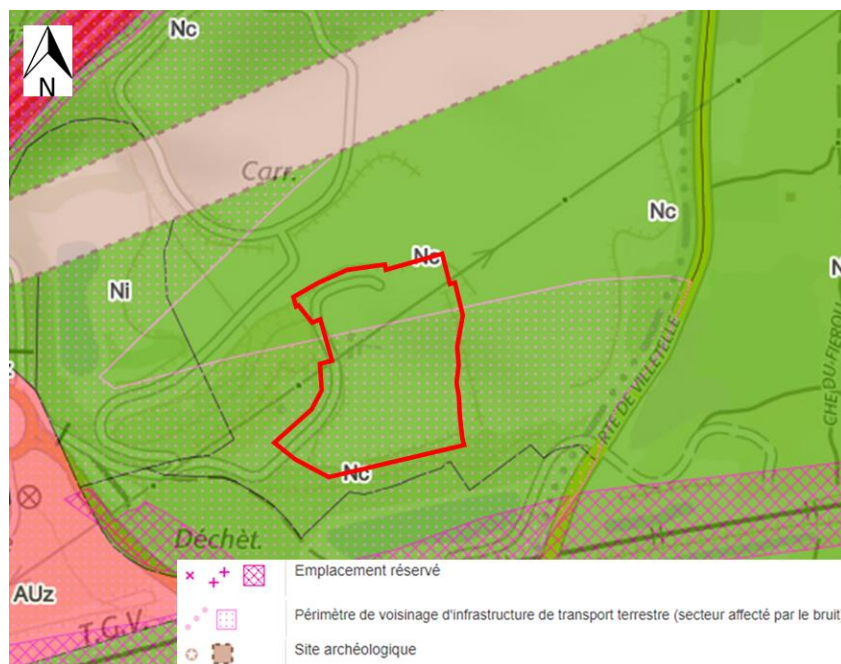 Nc
N
Carr.
Nc
Nc
N
Ni
RTE DE VILLETELLE
CHE DU FIEROU
Nc
Déchèt.
AUz
T.G.V.
Emplacement réservé
Périmètre de voisinage d'infrastructure de transport terrestre (secteur affecté par le bruit)
Site archéologique